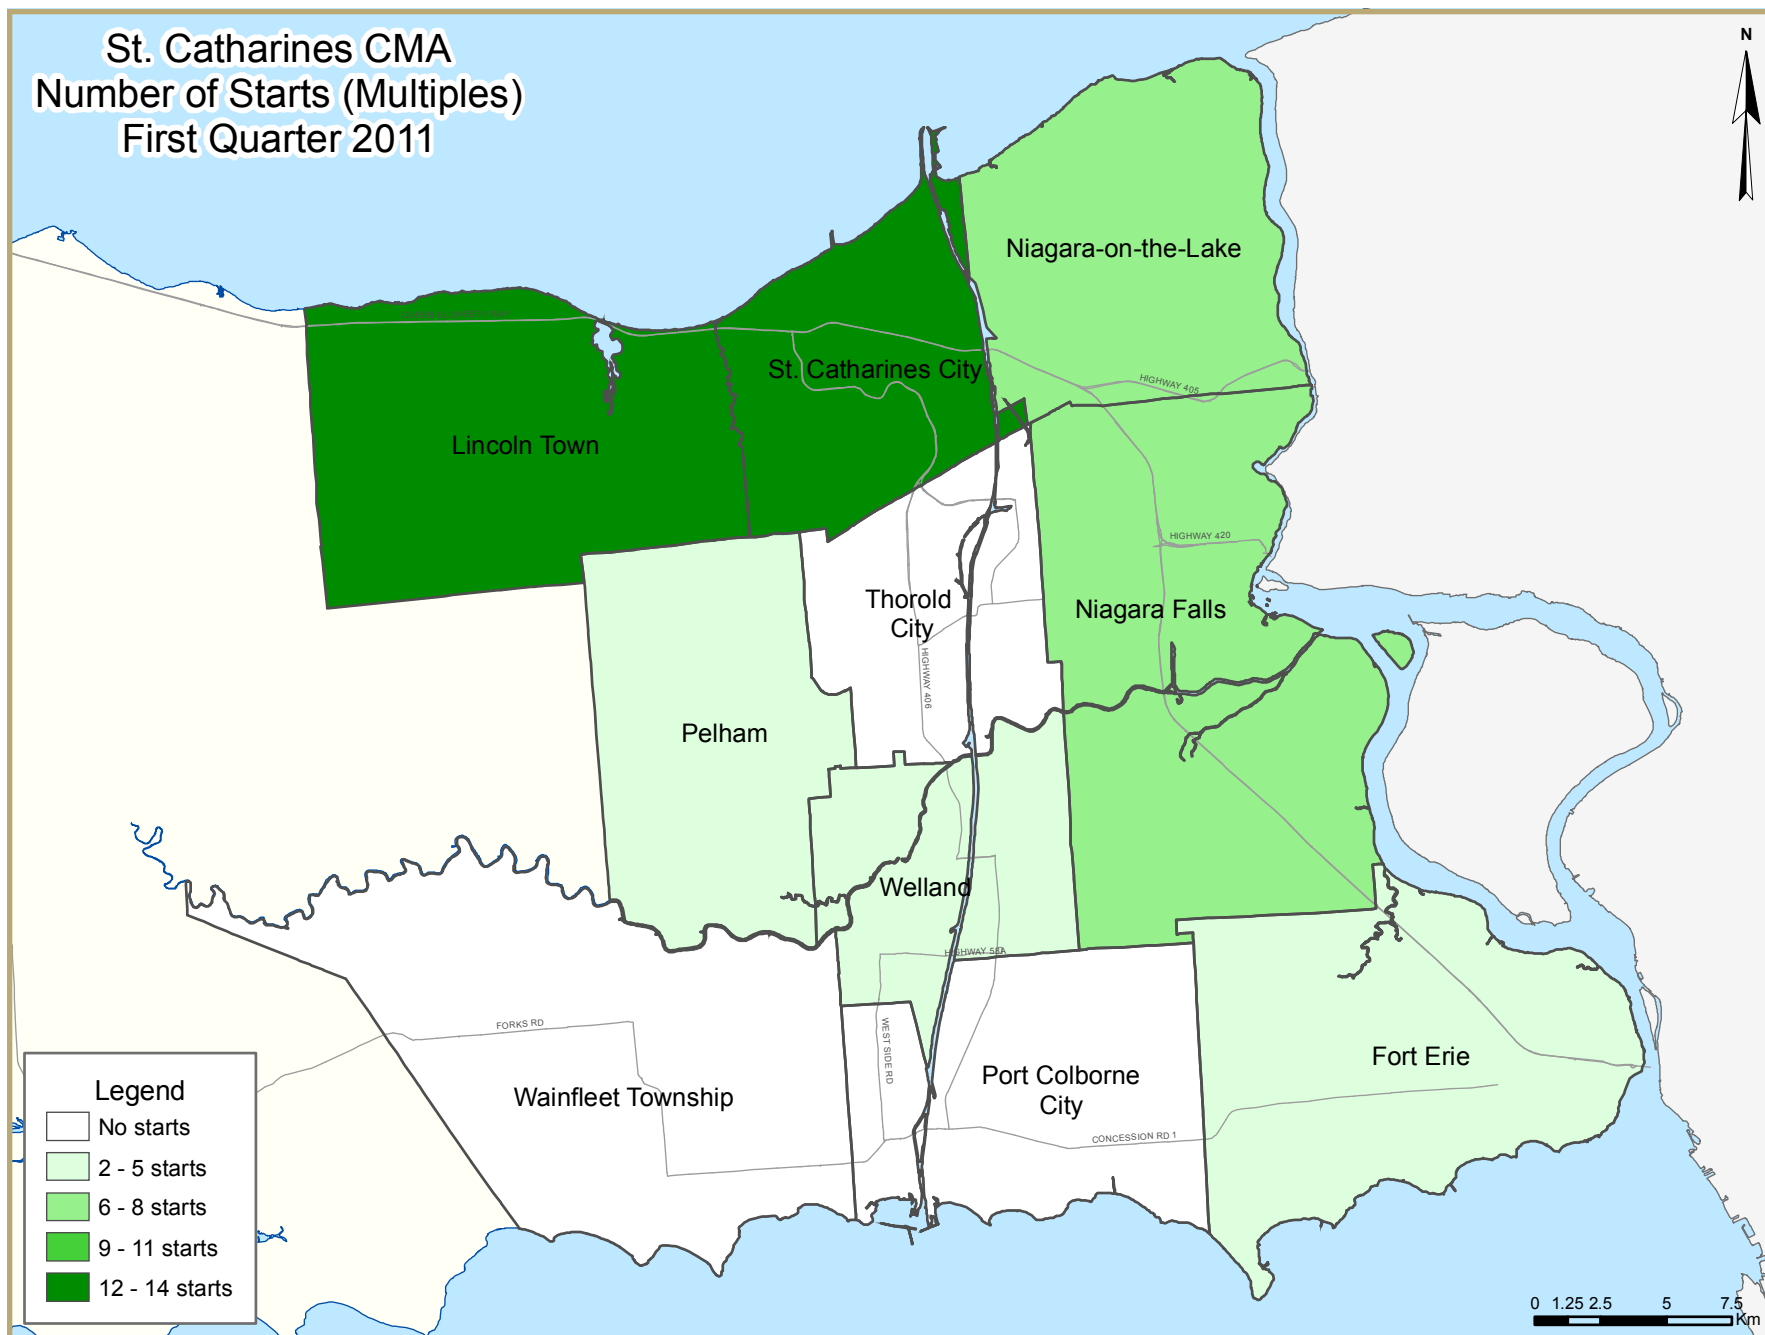 St. Catharines CMA
Number of Starts (Multiples)
First Quarter 2011
N
Niagara-on-the-Lake
St. Catharines City
HIGHWAY 405
Lincoln Town
HIGHWAY 420
Thorold
City
Niagara Falls
HIGHWAY 406
Pelham
Welland
HIGHWAY 58A
FORKS RD
WEST SIDE RD
Fort Erie
Wainfleet Township
Port Colborne
City
CONCESSION RD 1
Legend
No starts
2 - 5 starts
6 - 8 starts
9 - 11 starts
12 - 14 starts
0 1.25 2.5 5 7.5
Km